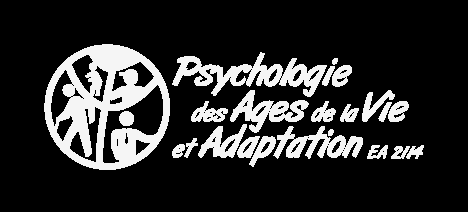 Psychologie
des Ages de la Vie
et Adaptation EA 2114